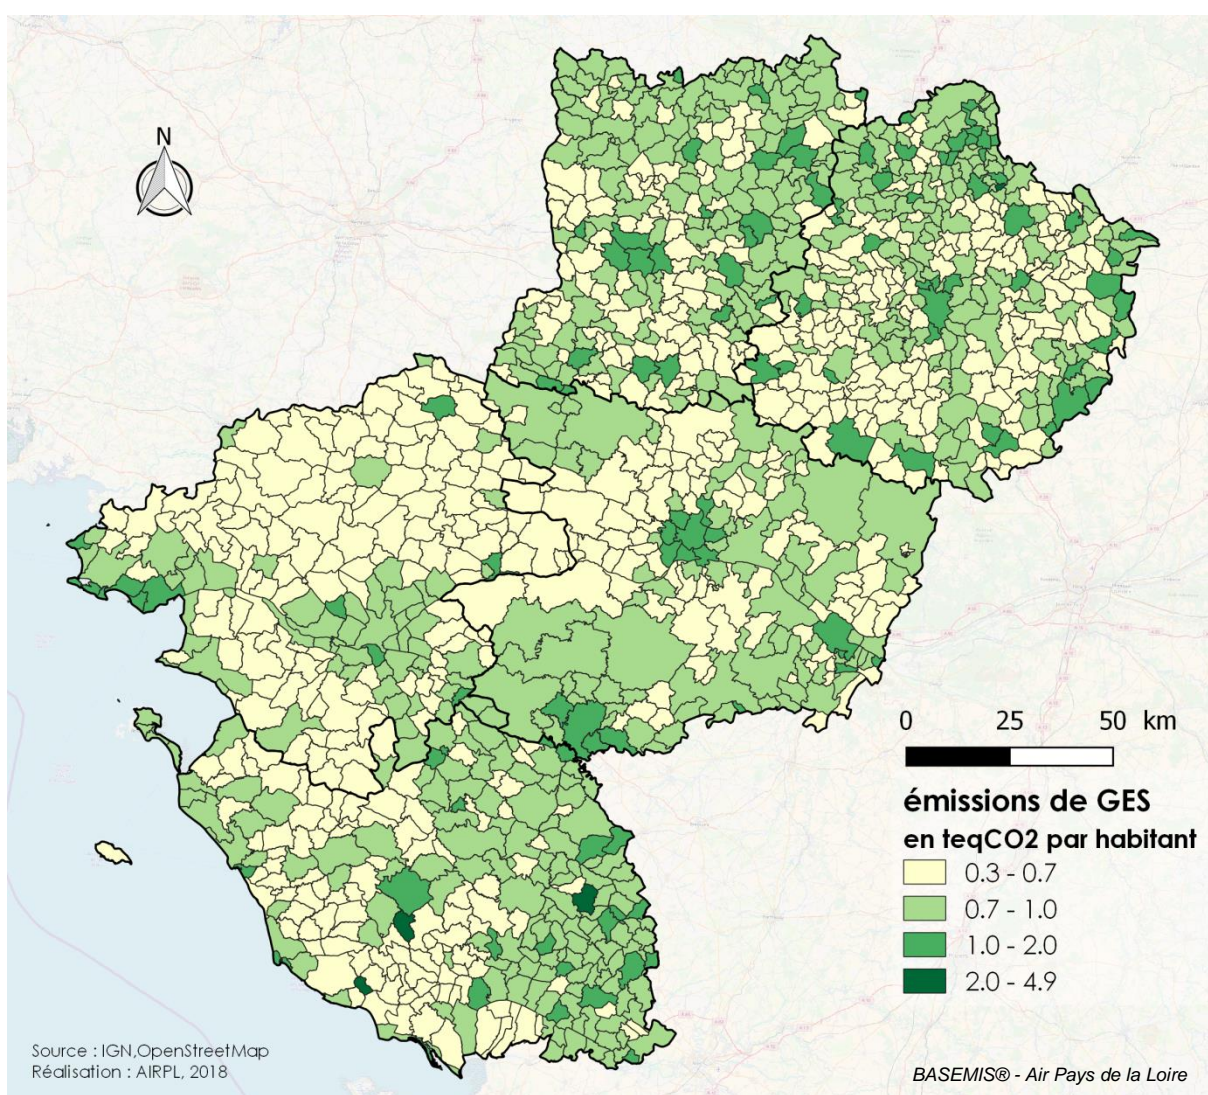 N
0 25 50 km
émissions de GES
en teqCO2 par habitant
0.3 - 0.7
0.7 - 1.0
1.0 - 2.0
2.0 - 4.9
Source : IGN,OpenStreetMap
Réalisation : AIRPL, 2018
BASEMIS® - Air Pays de la Loire